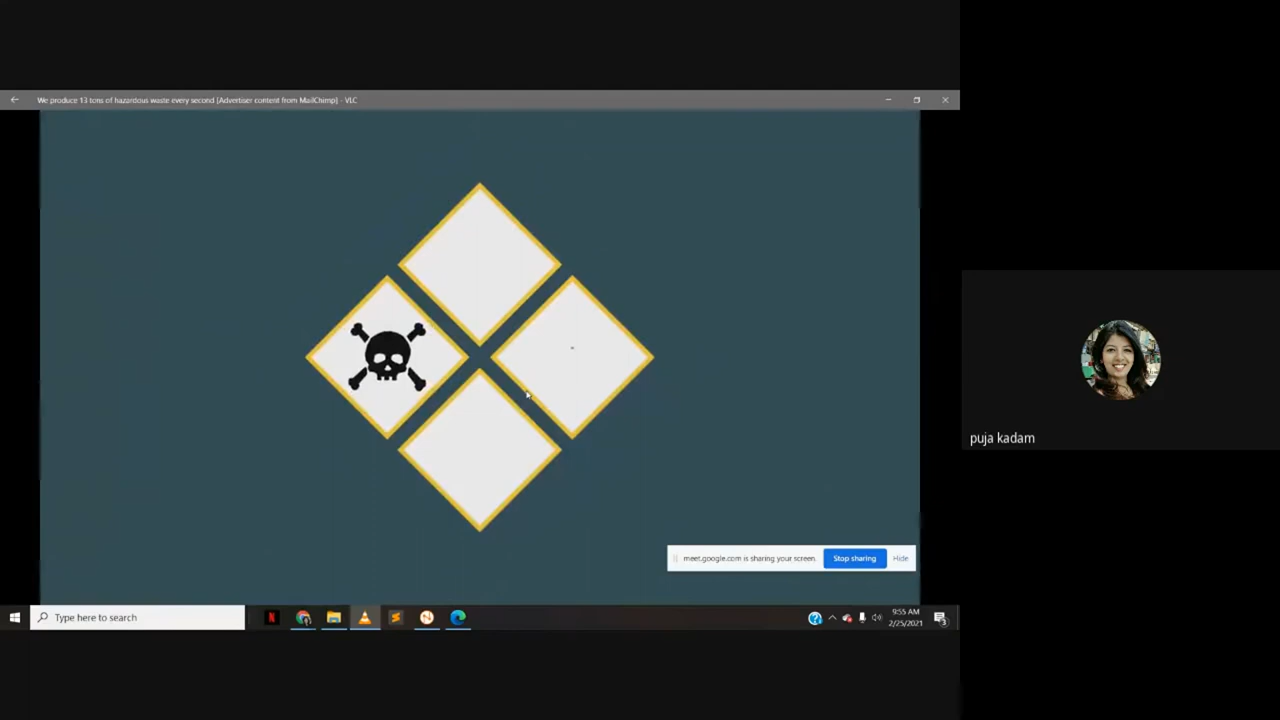 We produce 13 tons of hazardous waste every second [Advertiser content from MailChimp] - VLC
puja kadam
meet.google.com is sharing your screen.
Stop sharing
Hide
Type here to search
N
S
N
9:55 AM
2/25/2021
3